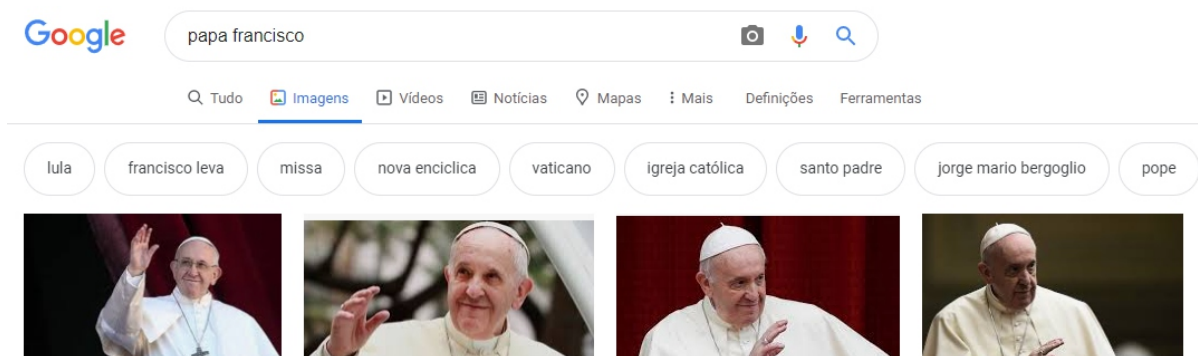 Google papa francisco
Tudo Imagens Vídeos Notícias Mapas Mais Definições Ferramentas
lula francisco leva missa nova enciclica vaticano igreja católica santo padre jorge mario bergoglio pope